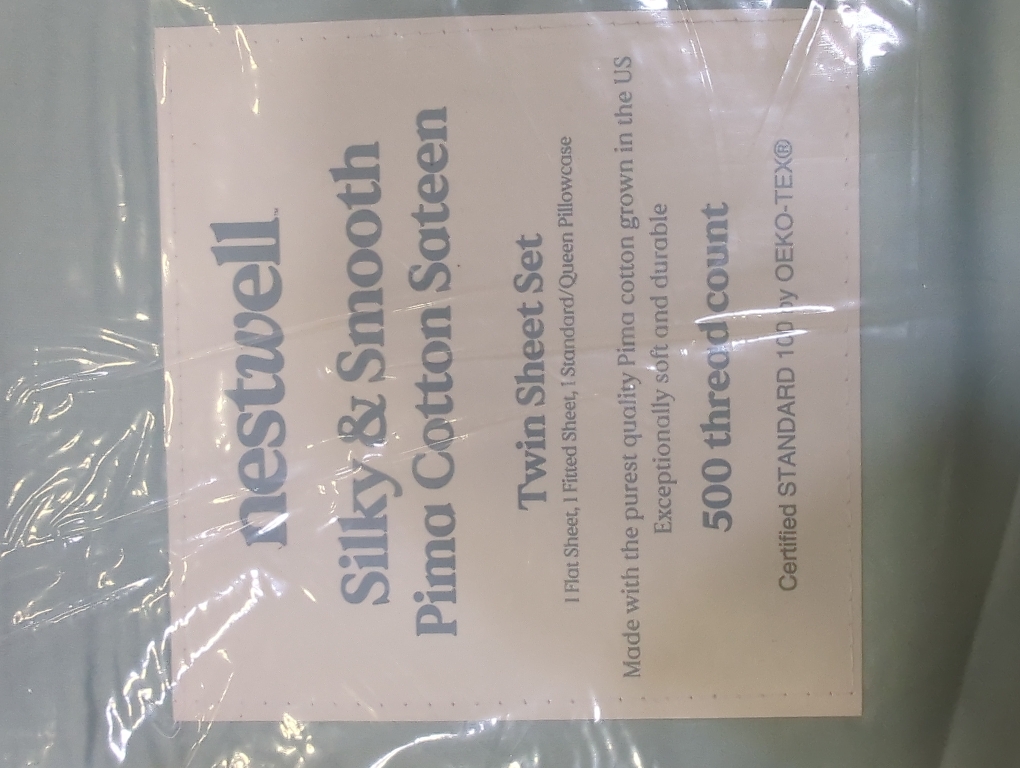 nestwell™
Silky & Smooth
Pima Cotton Sateen
Twin Sheet Set
1 Flat Sheet, 1 Fitted Sheet, 1 Standard/Queen Pillowcase
Made with the purest quality Pima cotton grown in the US
Exceptionally soft and durable
500 thread count
Certified STANDARD 100 by OEKO-TEX®